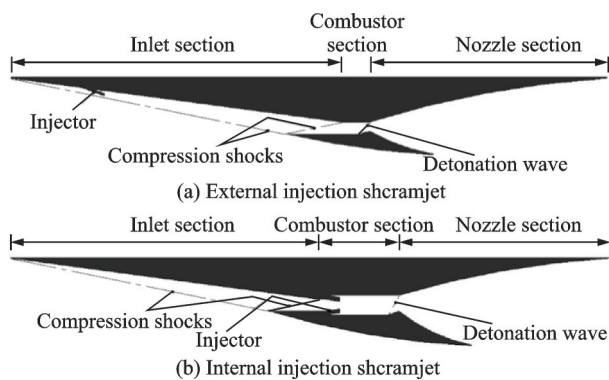 Combustor
Inlet section section Nozzle section
Injector
Compression shocks
Detonation wave
(a) External injection shcramjet
Inlet section Combustor section Nozzle section
Compression shocks
Injector
Detonation wave
(b) Internal injection shcramjet